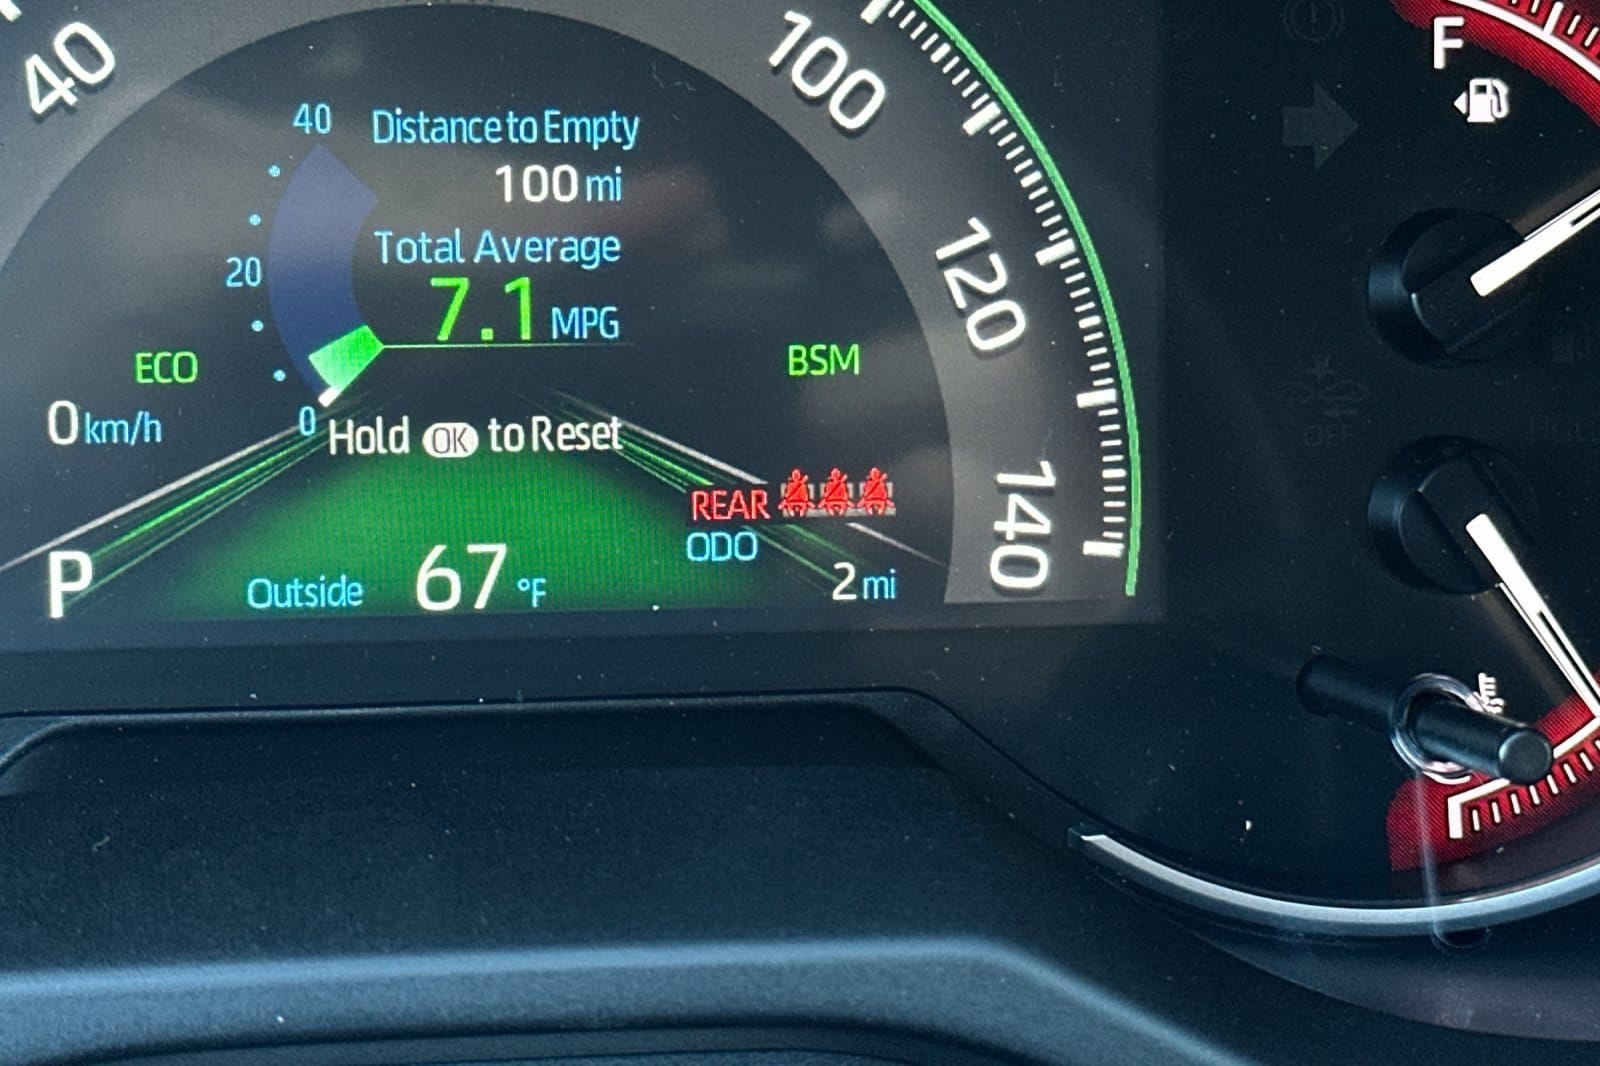 40
100
120
140
40
20
0
Distance to Empty
100 mi
Total Average
7.1 MPG
ECO
BSM
0 km/h
Hold OK to Reset
REAR
ODO
2 mi
P
Outside 67 °F
F